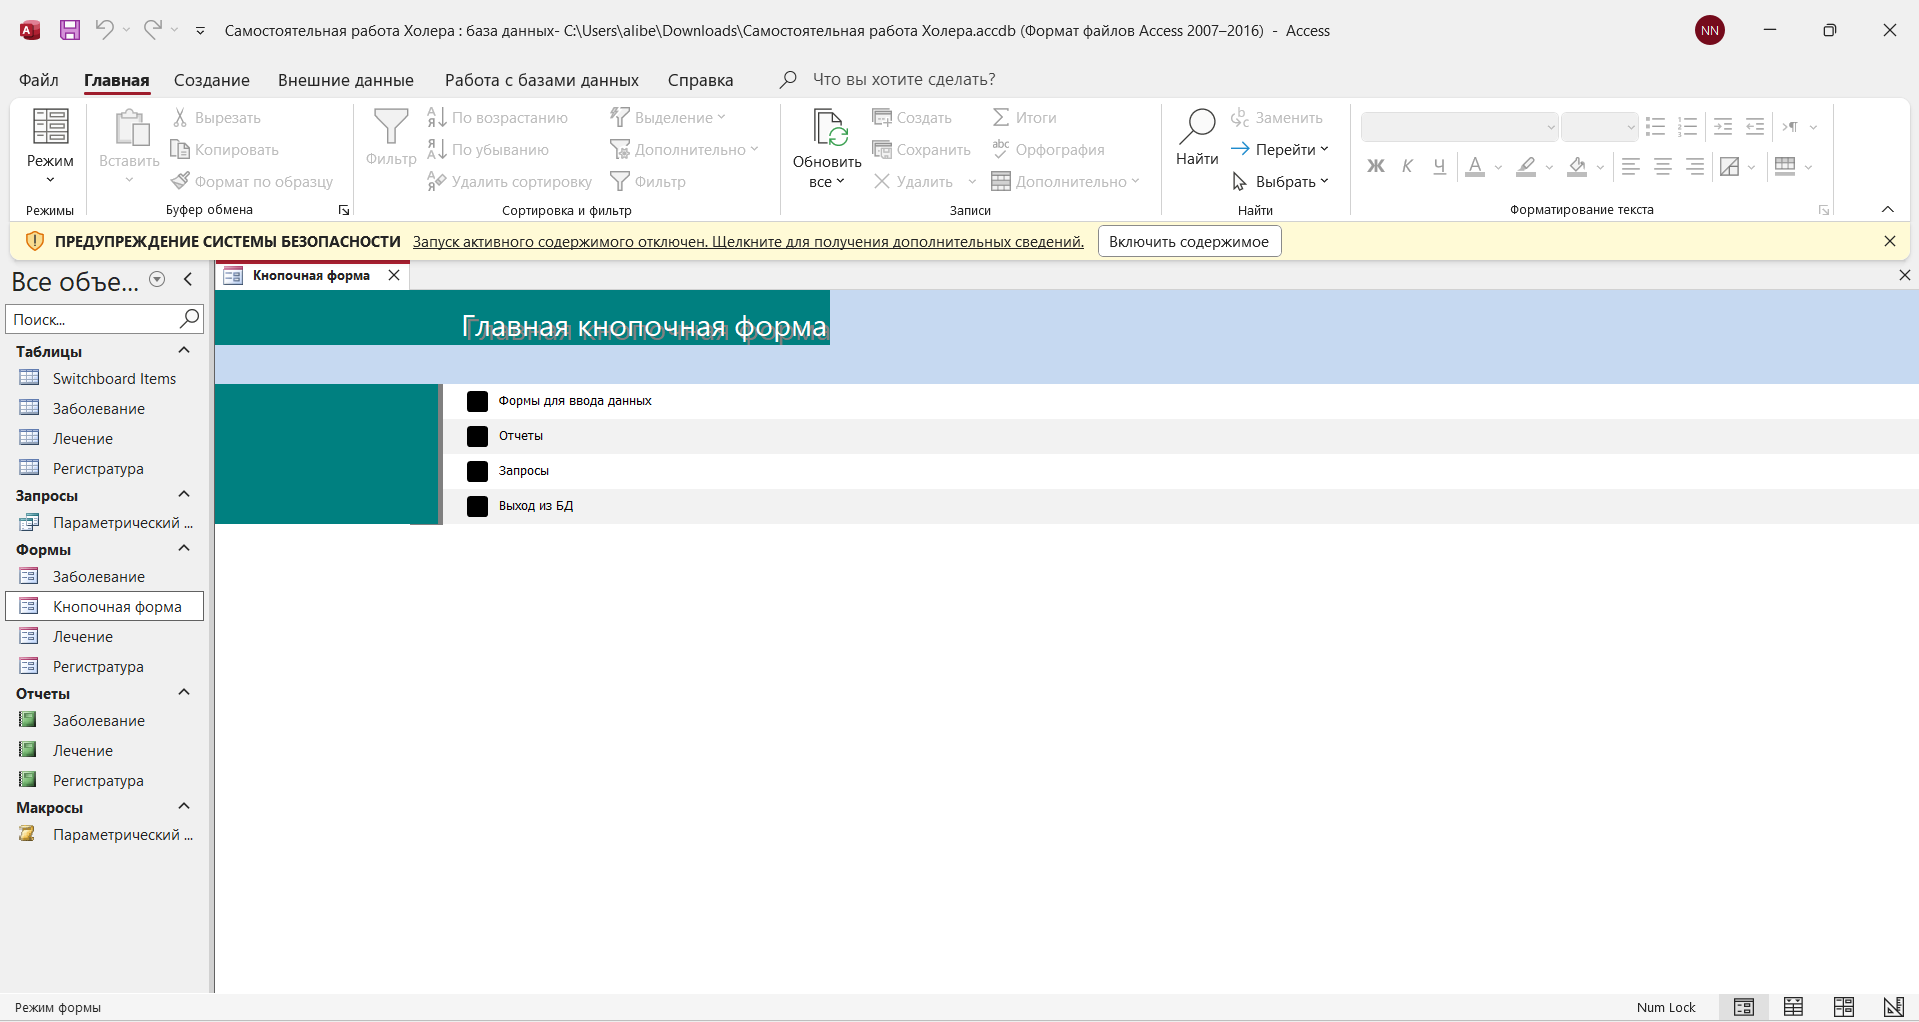 Самостоятельная работа Холера : база данных- C:\Users\alibe\Downloads\Самостоятельная работа Холера.accdb (Формат файлов Access 2007–2016) - Access
NN
Файл Главная Создание Внешние данные Работа с базами данных Справка Что вы хотите сделать?
Режим
Режимы
Вставить
Вырезать
Копировать
Формат по образцу
Буфер обмена
Фильтр
По возрастанию
По убыванию
Удалить сортировку
Выделение
Дополнительно
Фильтр
Сортировка и фильтр
Обновить
все
Создать
Сохранить
Удалить
Итоги
Орфография
Дополнительно
Записи
Найти
Заменить
Перейти
Выбрать
Найти
Ж К Ч А
Форматирование текста
ПРЕДУПРЕЖДЕНИЕ СИСТЕМЫ БЕЗОПАСНОСТИ Запуск активного содержимого отключен. Щелкните для получения дополнительных сведений. Включить содержимое
Все объе...
Поиск...
Таблицы
Switchboard Items
Заболевание
Лечение
Регистратура
Запросы
Параметрический ...
Формы
Заболевание
Кнопочная форма
Лечение
Регистратура
Отчеты
Заболевание
Лечение
Регистратура
Макросы
Параметрический ...
Кнопочная форма
Главная кнопочная форма
Формы для ввода данных
Отчеты
Запросы
Выход из БД
Режим формы
Num Lock